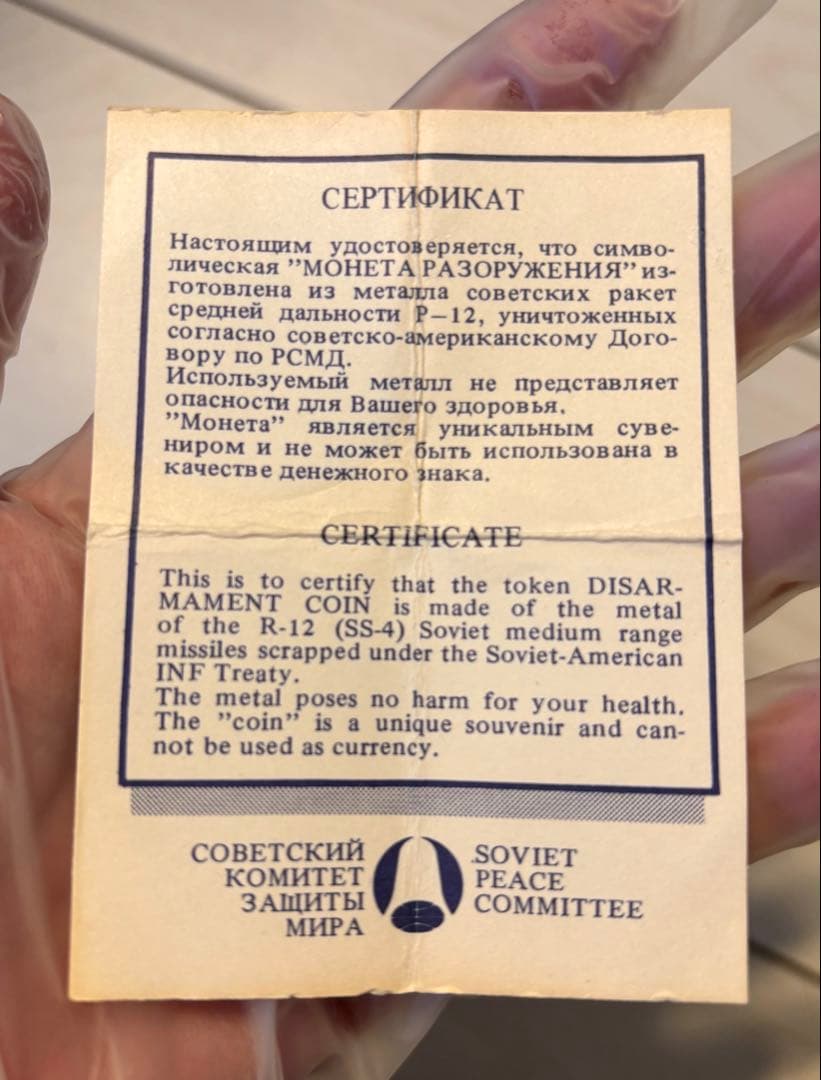 СЕРТИФИКАТ
Настоящим удостоверяется, что симво-
лическая "МОНЕТА РАЗОРУЖЕНИЯ" из-
готовлена из металла советских ракет
средней дальности Р—12, уничтоженных
согласно советско-американскому Дого-
вору по РСМД.
Используемый металл не представляет
опасности для Вашего здоровья.
"Монета" является уникальным суве-
ниром и не может быть использована в
качестве денежного знака.
CERTIFICATE
This is to certify that the token DISAR-
MAMENT COIN is made of the metal
of the R-12 (SS-4) Soviet medium range
missiles scrapped under the Soviet-American
INF Treaty.
The metal poses no harm for your health.
The "coin" is a unique souvenir and can-
not be used as currency.
СОВЕТСКИЙ
КОМИТЕТ
ЗАЩИТЫ
МИРА
SOVIET
PEACE
COMMITTEE